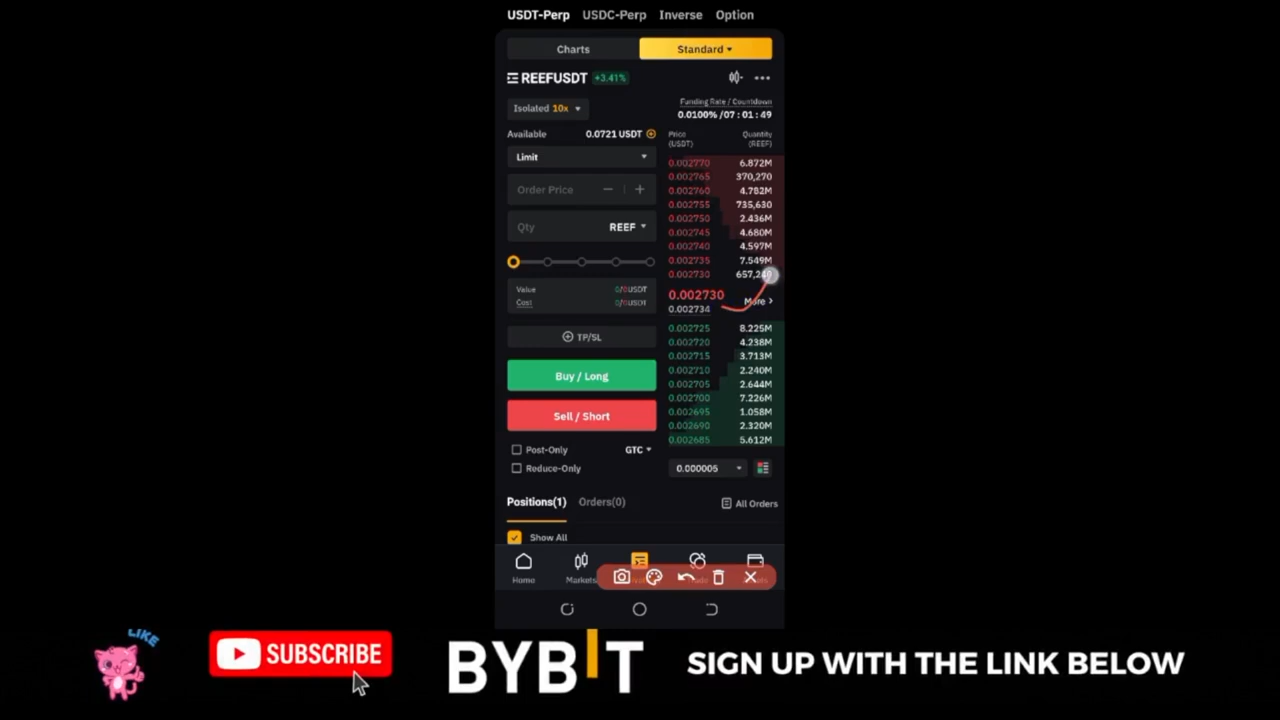 USDT-Perp USDC-Perp Inverse Option
Charts Standard
REEFUSDT +3.41%
Isolated 10x
Funding Rate / Countdown
0.0100% /07 : 01 : 49
Available 0.0721 USDT
Price (USDT) Quantity (REEF)
Limit
Order Price − +
Qty REEF
Value 0/0USDT
Cost 0/0USDT
TP/SL
Buy / Long
Sell / Short
Post-Only GTC
Reduce-Only
0.002770 6.872M
0.002765 370,270
0.002760 4.782M
0.002755 735,630
0.002750 2.436M
0.002745 4.680M
0.002740 4.597M
0.002735 7.549M
0.002730
0.002730
0.002734 More >
0.002725 8.225M
0.002720 4.238M
0.002715 3.713M
0.002710 2.240M
0.002705 2.644M
0.002700 7.226M
0.002695 1.058M
0.002690 2.320M
0.002685 5.612M
0.000005
Positions(1) Orders(0) All Orders
Show All
Home Markets
LIKE
SUBSCRIBE
BYBIT
SIGN UP WITH THE LINK BELOW